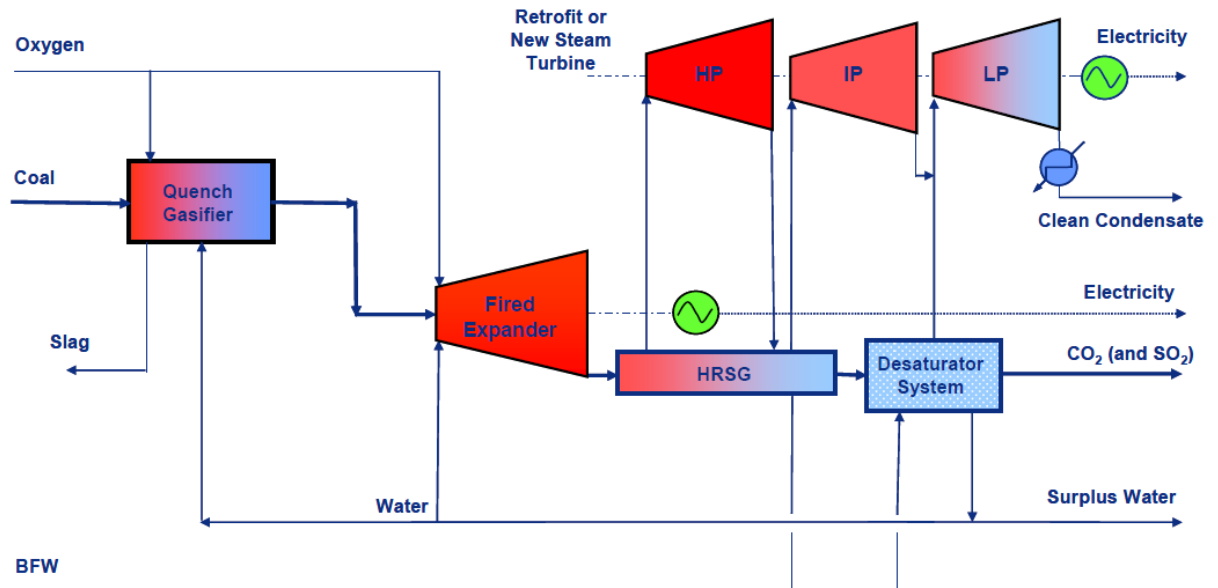 Retrofit or
New Steam
Turbine
Oxygen
Electricity
HP
IP
LP
Coal
Quench
Gasifier
Clean Condensate
Fired
Expander
Electricity
Slag
CO₂ (and SO₂)
HRSG
Desaturator
System
Water
Surplus Water
BFW